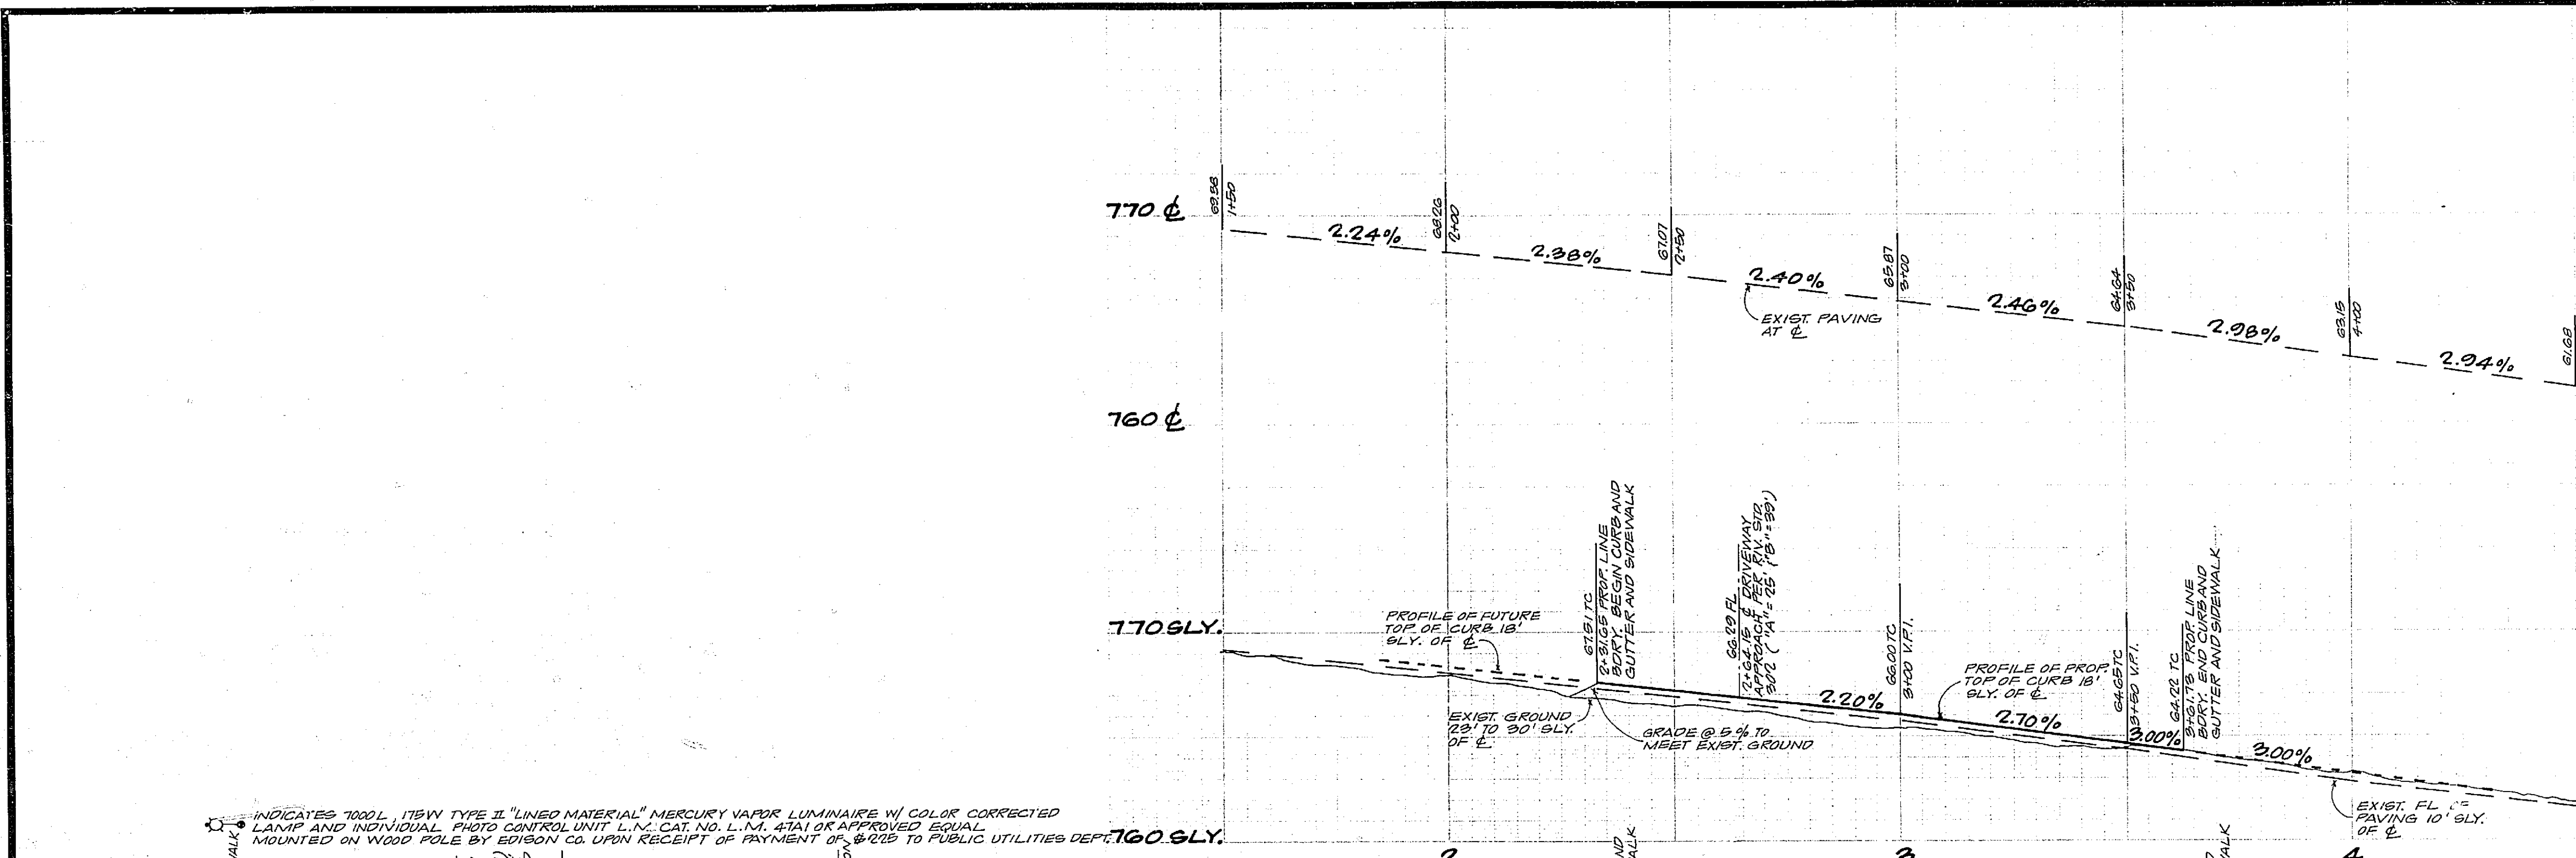 770 ℄
69.38
1+50
2.24%
68.26
2+00
2.38%
67.07
2+50
2.40%
65.87
3+00
2.46%
64.64
3+50
2.98%
63.15
4+00
2.94%
61.68
EXIST. PAVING
AT ℄
760 ℄
770 SLY.
PROFILE OF FUTURE
TOP OF CURB 18'
SLY. OF ℄
67.51 TC
2+31.65 PROP. LINE
BDRY. BEGIN CURB AND
GUTTER AND SIDEWALK
66.29 FL
2+64.15 ℄ DRIVEWAY
APPROACH PER RIV. STD.
302 ("A"=25' "B"=39')
66.00 TC
3+00 V.P.I.
PROFILE OF PROP.
TOP OF CURB 18'
SLY. OF ℄
64.65 TC
3+50 V.P.I.
64.22 TC
3+61.73 PROP. LINE
BDRY. END CURB AND
GUTTER AND SIDEWALK
2.20%
2.70%
3.00%
3.00%
EXIST. GROUND
23' TO 30' SLY.
OF ℄
GRADE @ 5% TO
MEET EXIST. GROUND
EXIST. FL OF
PAVING 10' SLY.
OF ℄
INDICATES 7000L, 175W TYPE II "LINED MATERIAL" MERCURY VAPOR LUMINAIRE W/ COLOR CORRECTED
LAMP AND INDIVIDUAL PHOTO CONTROL UNIT L.M. CAT. NO. L.M. 47A1 OR APPROVED EQUAL
MOUNTED ON WOOD POLE BY EDISON CO. UPON RECEIPT OF PAYMENT OF $225 TO PUBLIC UTILITIES DEPT.
760 SLY.
2
3
4